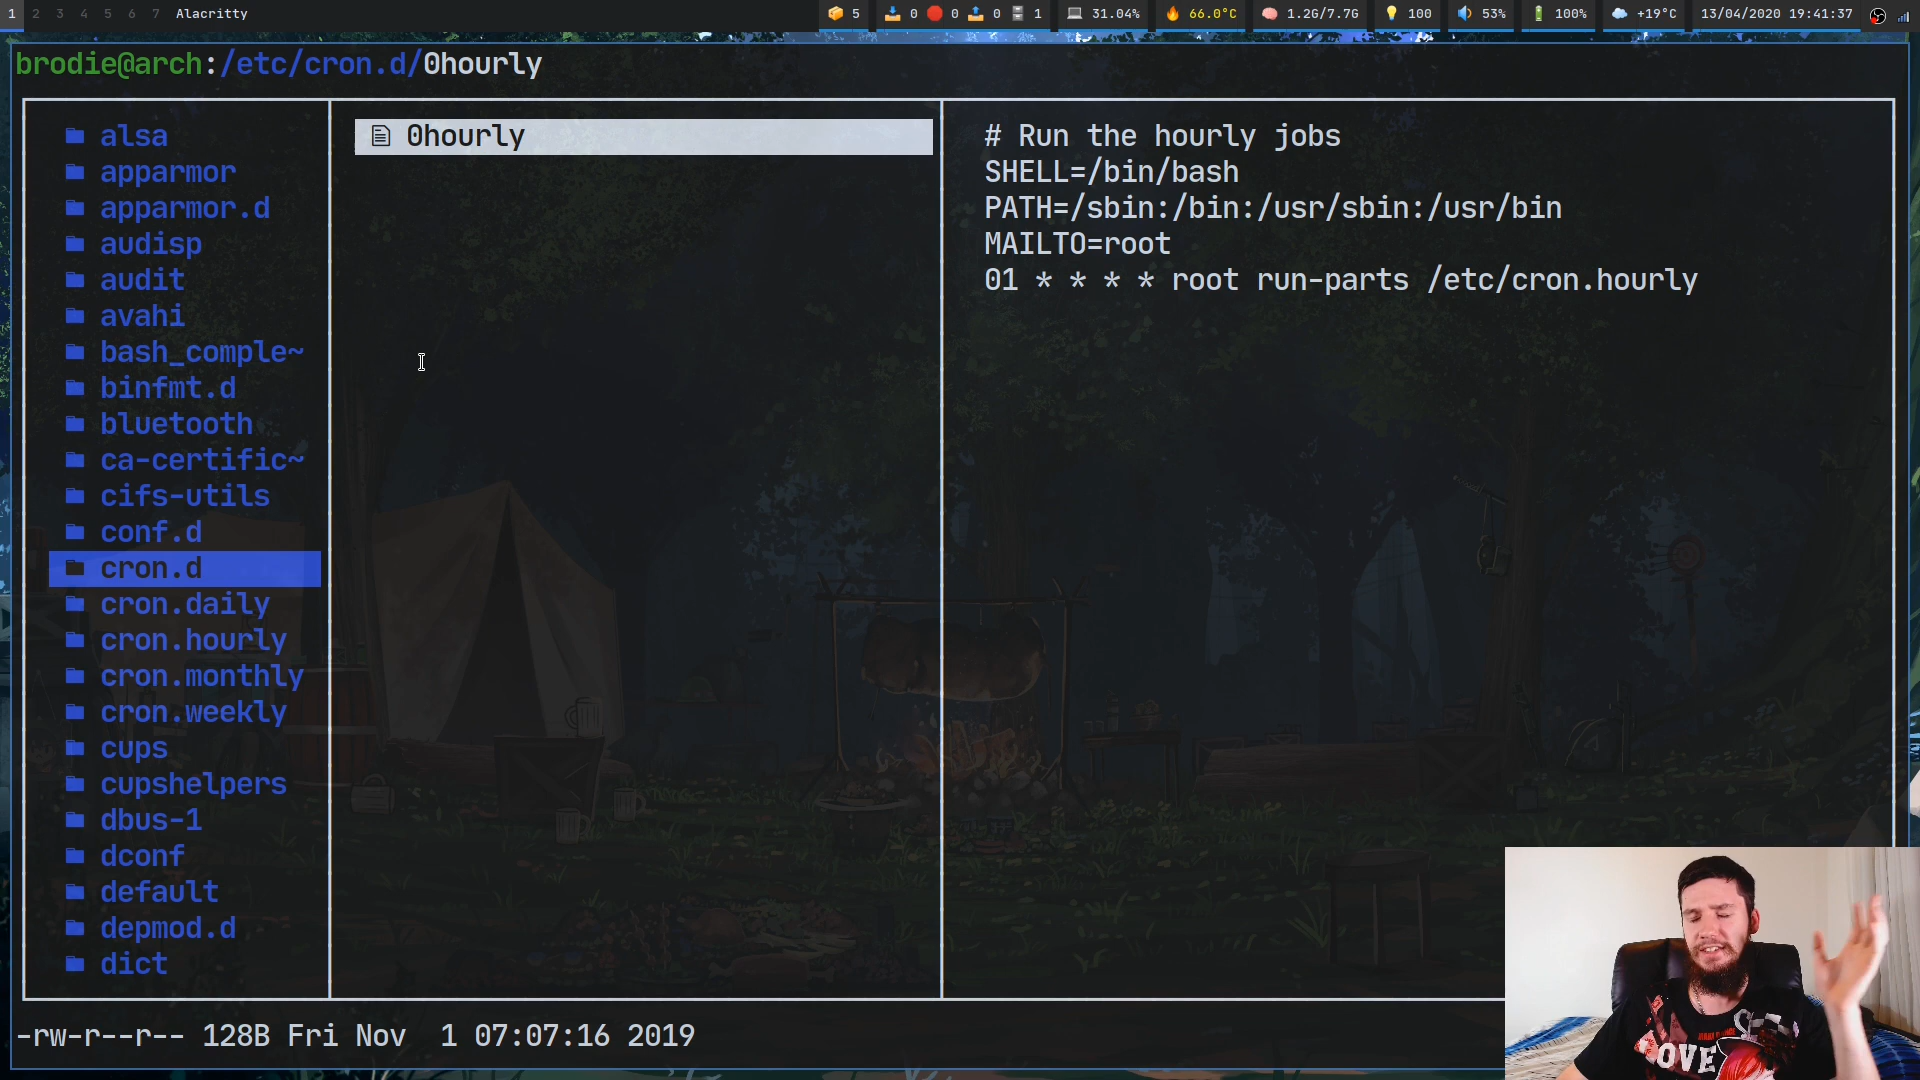 1 2 3 4 5 6 7 Alacritty 5 0 0 0 1 31.04% 66.0°C 1.2G/7.7G 100 53% 100% +19°C 13/04/2020 19:41:37
brodie@arch:/etc/cron.d/0hourly
alsa
apparmor
apparmor.d
audisp
audit
avahi
bash_comple~
binfmt.d
bluetooth
ca-certific~
cifs-utils
conf.d
cron.d
cron.daily
cron.hourly
cron.monthly
cron.weekly
cups
cupshelpers
dbus-1
dconf
default
depmod.d
dict
0hourly
# Run the hourly jobs
SHELL=/bin/bash
PATH=/sbin:/bin:/usr/sbin:/usr/bin
MAILTO=root
01 * * * * root run-parts /etc/cron.hourly
-rw-r--r-- 128B Fri Nov  1 07:07:16 2019